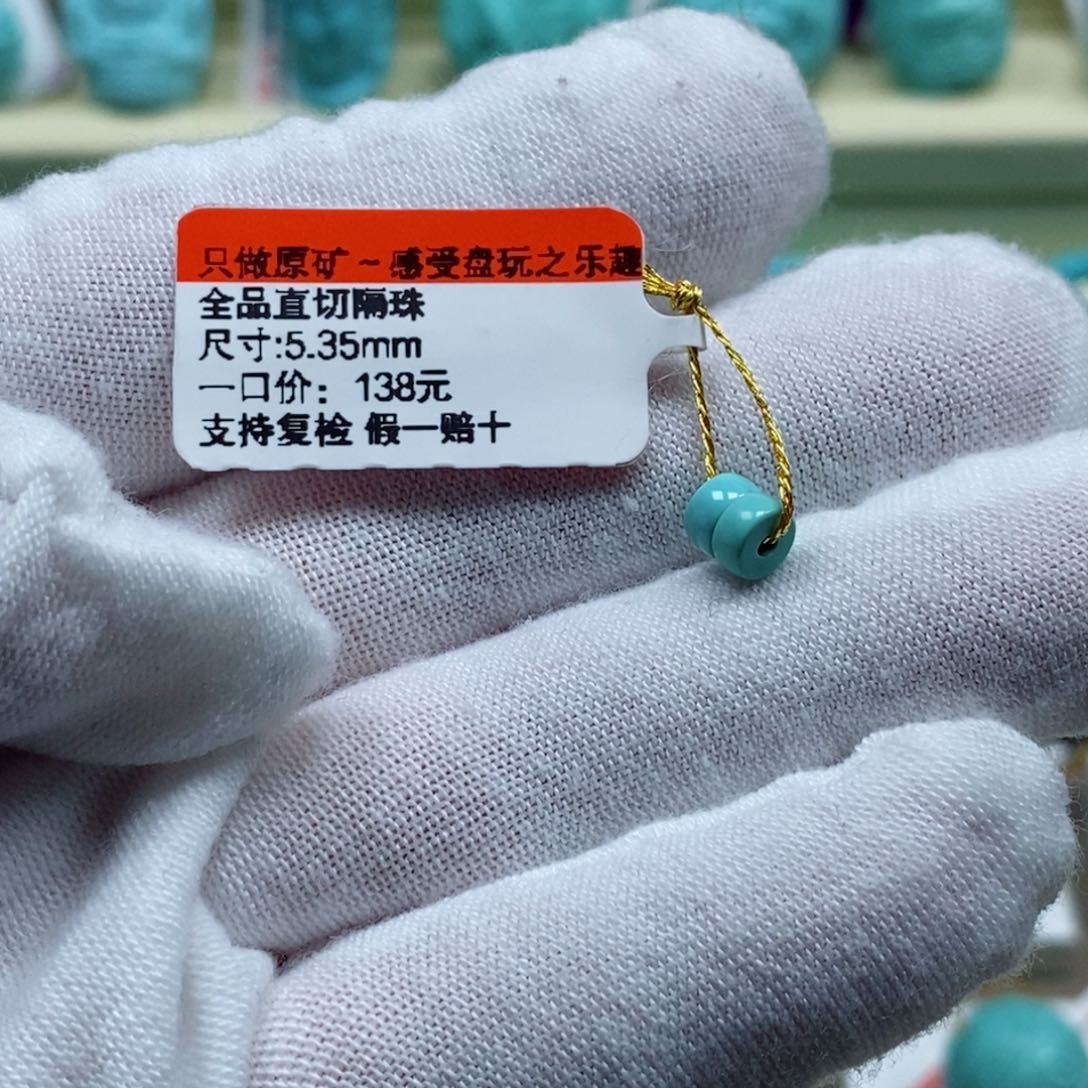 只做原矿~感受盘玩之乐趣
全品直切隔珠
尺寸:5.35mm
一口价：138元
支持复检 假一赔十